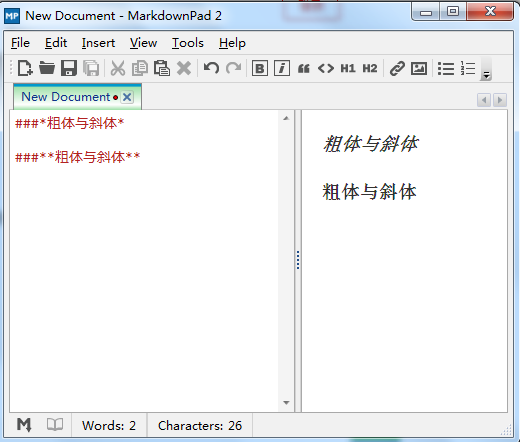 MP New Document - MarkdownPad 2
File Edit Insert View Tools Help
B i “ <> H1 H2
New Document
###*粗体与斜体*
###**粗体与斜体**
粗体与斜体
粗体与斜体
M Words: 2 Characters: 26